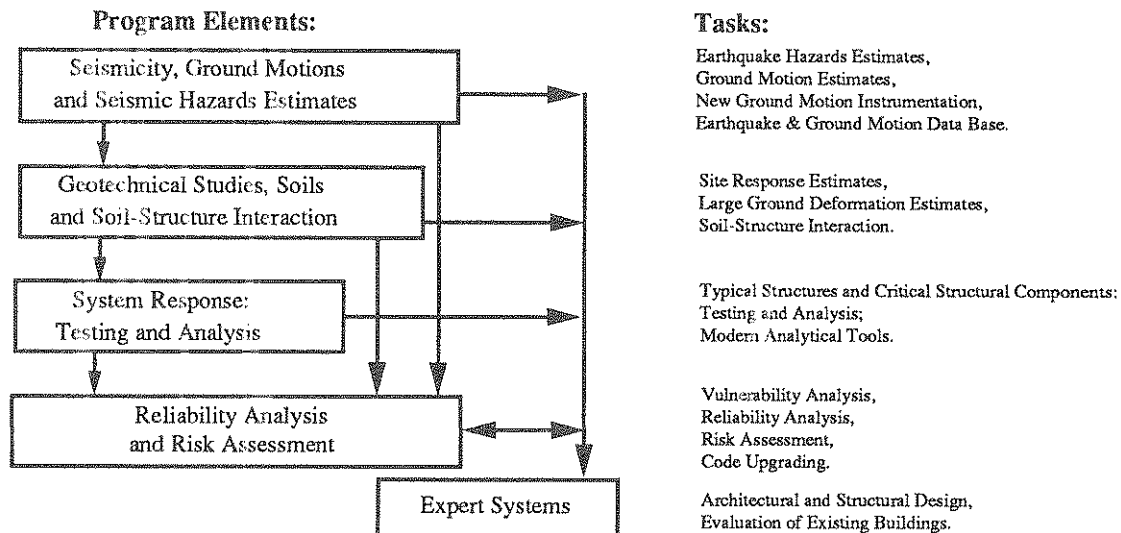 Program Elements:
Seismicity, Ground Motions
and Seismic Hazards Estimates
Geotechnical Studies, Soils
and Soil-Structure Interaction
System Response:
Testing and Analysis
Reliability Analysis
and Risk Assessment
Expert Systems
Tasks:
Earthquake Hazards Estimates,
Ground Motion Estimates,
New Ground Motion Instrumentation,
Earthquake & Ground Motion Data Base.
Site Response Estimates,
Large Ground Deformation Estimates,
Soil-Structure Interaction.
Typical Structures and Critical Structural Components:
Testing and Analysis;
Modern Analytical Tools.
Vulnerability Analysis,
Reliability Analysis,
Risk Assessment,
Code Upgrading.
Architectural and Structural Design,
Evaluation of Existing Buildings.